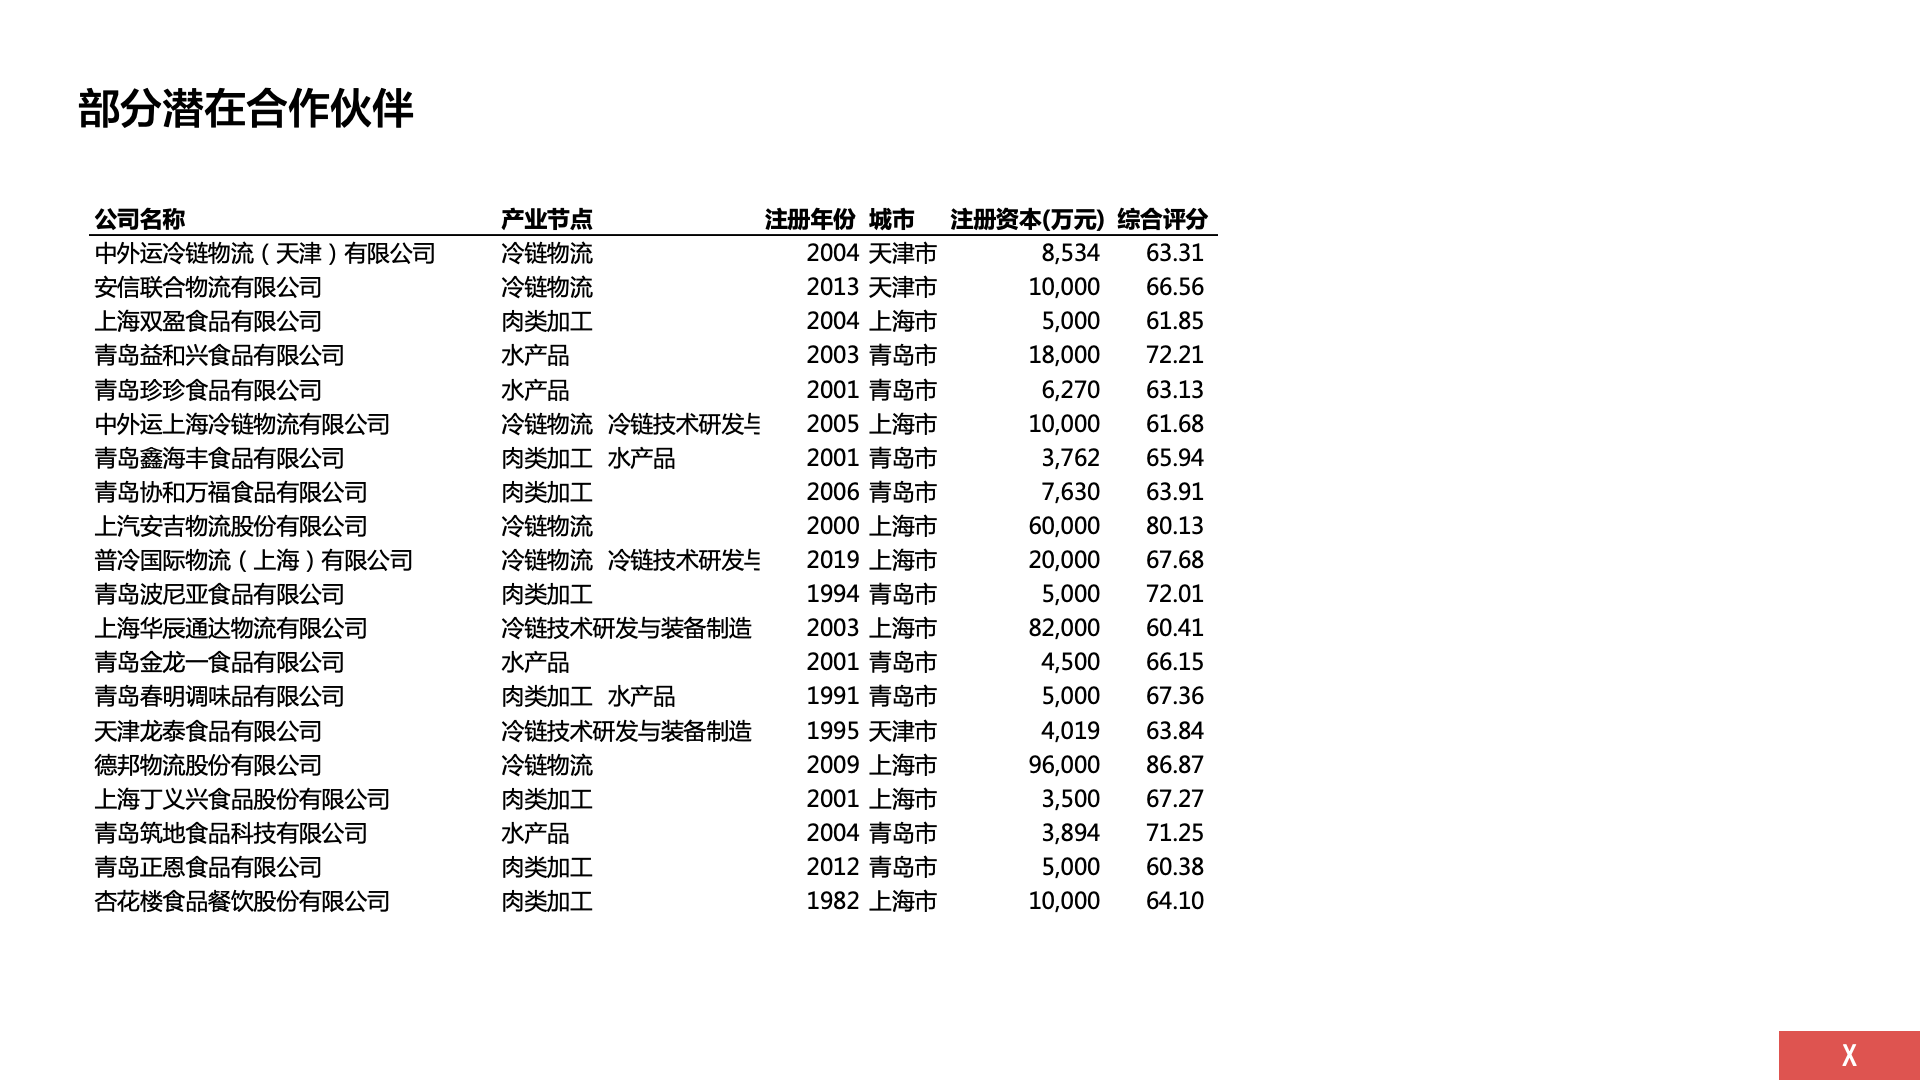 部分潜在合作伙伴
公司名称 产业节点 注册年份 城市 注册资本(万元) 综合评分
中外运冷链物流（天津）有限公司 冷链物流 2004 天津市 8,534 63.31
安信联合物流有限公司 冷链物流 2013 天津市 10,000 66.56
上海双盈食品有限公司 肉类加工 2004 上海市 5,000 61.85
青岛益和兴食品有限公司 水产品 2003 青岛市 18,000 72.21
青岛珍珍食品有限公司 水产品 2001 青岛市 6,270 63.13
中外运上海冷链物流有限公司 冷链物流 冷链技术研发与 2005 上海市 10,000 61.68
青岛鑫海丰食品有限公司 肉类加工 水产品 2001 青岛市 3,762 65.94
青岛协和万福食品有限公司 肉类加工 2006 青岛市 7,630 63.91
上汽安吉物流股份有限公司 冷链物流 2000 上海市 60,000 80.13
普冷国际物流（上海）有限公司 冷链物流 冷链技术研发与 2019 上海市 20,000 67.68
青岛波尼亚食品有限公司 肉类加工 1994 青岛市 5,000 72.01
上海华辰通达物流有限公司 冷链技术研发与装备制造 2003 上海市 82,000 60.41
青岛金龙一食品有限公司 水产品 2001 青岛市 4,500 66.15
青岛春明调味品有限公司 肉类加工 水产品 1991 青岛市 5,000 67.36
天津龙泰食品有限公司 冷链技术研发与装备制造 1995 天津市 4,019 63.84
德邦物流股份有限公司 冷链物流 2009 上海市 96,000 86.87
上海丁义兴食品股份有限公司 肉类加工 2001 上海市 3,500 67.27
青岛筑地食品科技有限公司 水产品 2004 青岛市 3,894 71.25
青岛正恩食品有限公司 肉类加工 2012 青岛市 5,000 60.38
杏花楼食品餐饮股份有限公司 肉类加工 1982 上海市 10,000 64.10
X